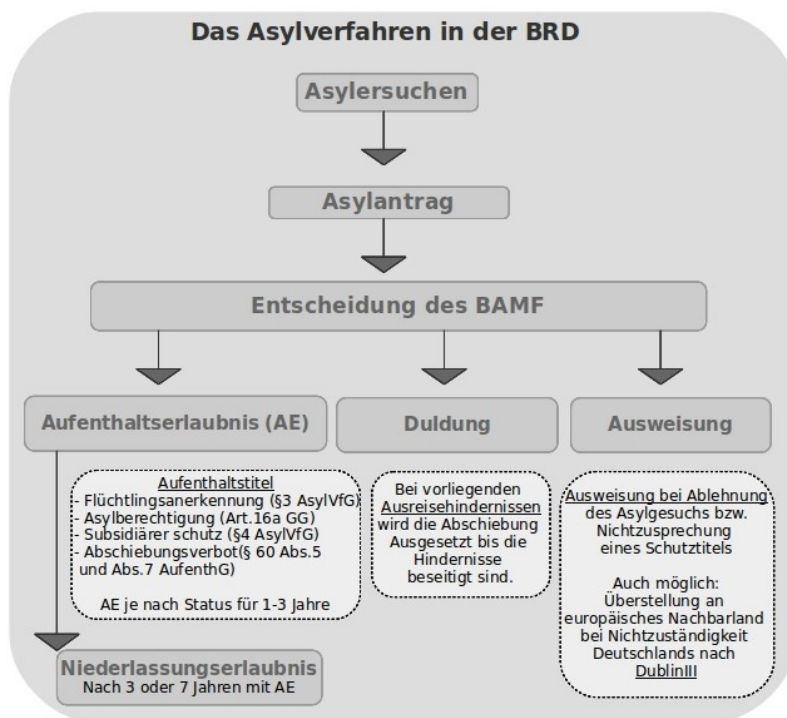 Das Asylverfahren in der BRD
Asylersuchen
Asylantrag
Entscheidung des BAMF
Aufenthaltserlaubnis (AE)
Aufenthaltstitel
- Flüchtlingsanerkennung (§3 AsylVfG)
- Asylberechtigung (Art.16a GG)
- Subsidiärer schutz (§4 AsylVfG)
- Abschiebungsverbot(§ 60 Abs.5
und Abs.7 AufenthG)
AE je nach Status für 1-3 Jahre
Niederlassungserlaubnis
Nach 3 oder 7 Jahren mit AE
Duldung
Bei vorliegenden
Ausreisehindernissen
wird die Abschiebung
Ausgesetzt bis die
Hindernisse
beseitigt sind.
Ausweisung
Ausweisung bei Ablehnung
des Asylgesuchs bzw.
Nichtzusprechung
eines Schutztitels
Auch möglich:
Überstellung an
europäisches Nachbarland
bei Nichtzuständigkeit
Deutschlands nach
DublinIII